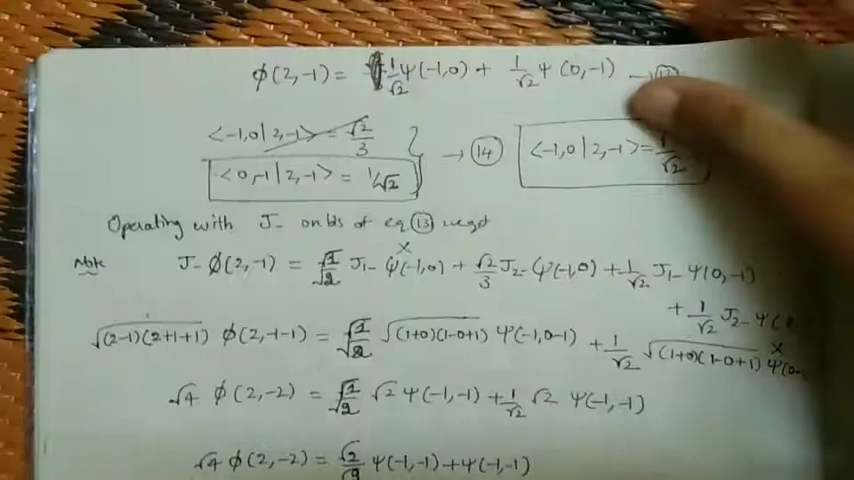 ϕ(2,-1) = 1/√2 ψ(-1,0) + 1/√2 ψ(0,-1)
<-1,0|2,-1> = √2/3
→ (14)
<-1,0|2,-1> = 1/√2
<0,-1|2,-1> = 1/√2
Operating with J₋ on b/s of eq (13) we get
Note
J₋ ϕ(2,-1) = √1/2 J₁₋ ψ(-1,0) + √2/3 J₂₋ (ψ(-1,0) + 1/√2 J₁₋ ψ(0,-1)
+ 1/√2 J₂₋ ψ(
√(2-1)(2+1+1) ϕ(2,-1-1) = √1/2 √(1+0)(1-0+1) ψ(-1,0-1) + 1/√2 √(1+0)(1-0+1) ψ(0-
√4 ϕ(2,-2) = √1/2 √2 ψ(-1,-1) + 1/√2 √2 ψ(-1,-1)
√4 ϕ(2,-2) = √2/2 ψ(-1,-1) + ψ(-1,-1)